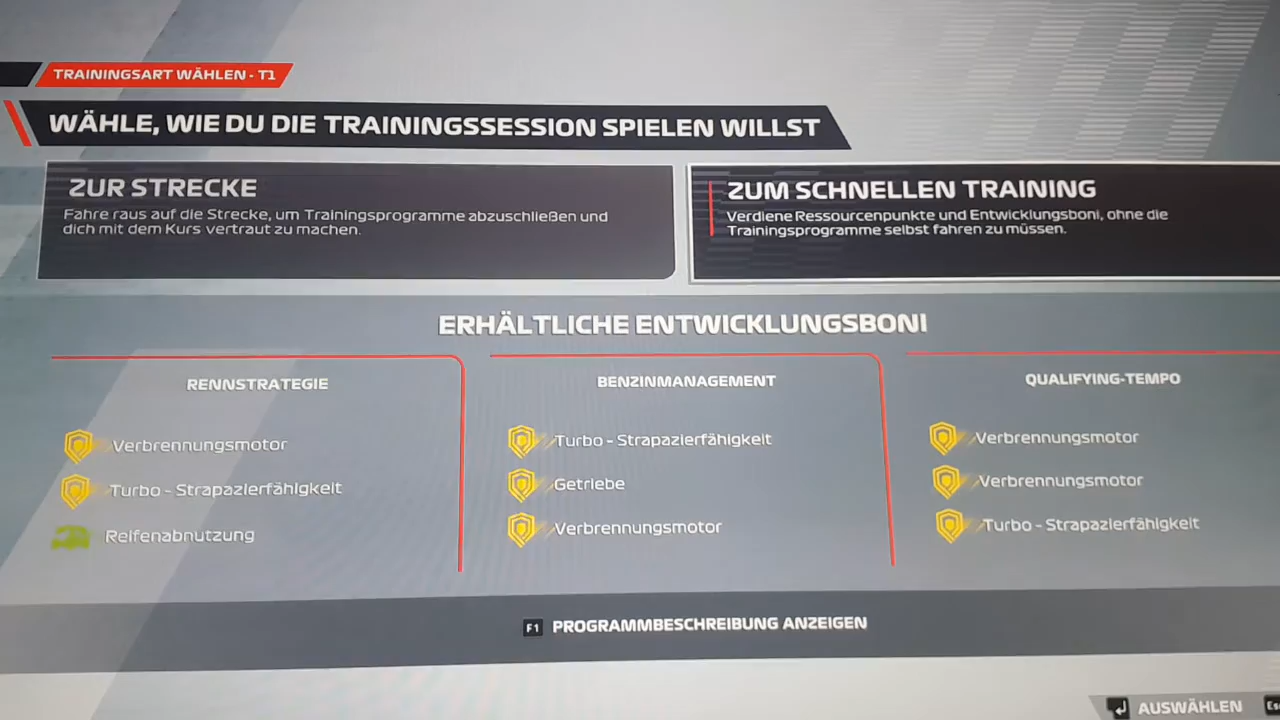 TRAININGSART WÄHLEN - T1
WÄHLE, WIE DU DIE TRAININGSSESSION SPIELEN WILLST
ZUR STRECKE
Fahre raus auf die Strecke, um Trainingsprogramme abzuschließen und
dich mit dem Kurs vertraut zu machen.
ZUM SCHNELLEN TRAINING
Verdiene Ressourcenpunkte und Entwicklungsboni, ohne die
Trainingsprogramme selbst fahren zu müssen.
ERHÄLTLICHE ENTWICKLUNGSBONI
RENNSTRATEGIE
Verbrennungsmotor
Turbo - Strapazierfähigkeit
Reifenabnutzung
BENZINMANAGEMENT
Turbo - Strapazierfähigkeit
Getriebe
Verbrennungsmotor
QUALIFYING-TEMPO
Verbrennungsmotor
Verbrennungsmotor
Turbo - Strapazierfähigkeit
F1 PROGRAMMBESCHREIBUNG ANZEIGEN
AUSWÄHLEN